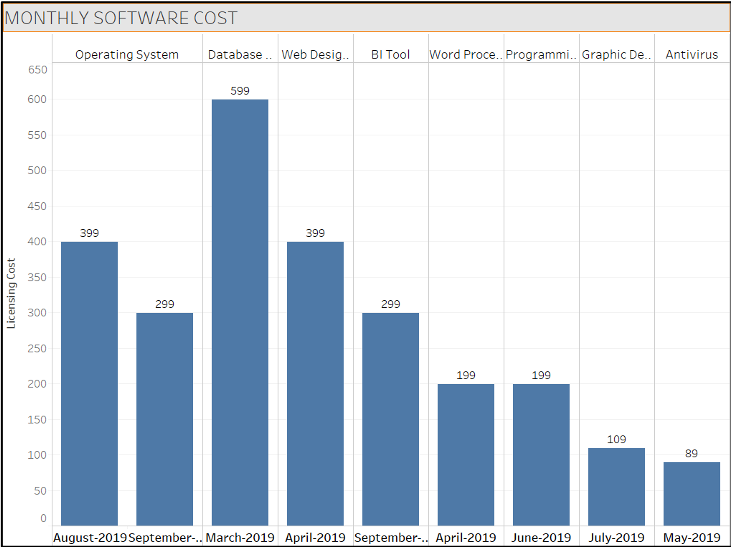 MONTHLY SOFTWARE COST
Operating System Database .. Web Desig.. BI Tool Word Proce.. Programmi.. Graphic De.. Antivirus
650
600
550
500
450
400
350
300
250
200
150
100
50
0
Licensing Cost
399 299 599 399 299 199 199 109 89
August-2019 September-.. March-2019 April-2019 September-.. April-2019 June-2019 July-2019 May-2019